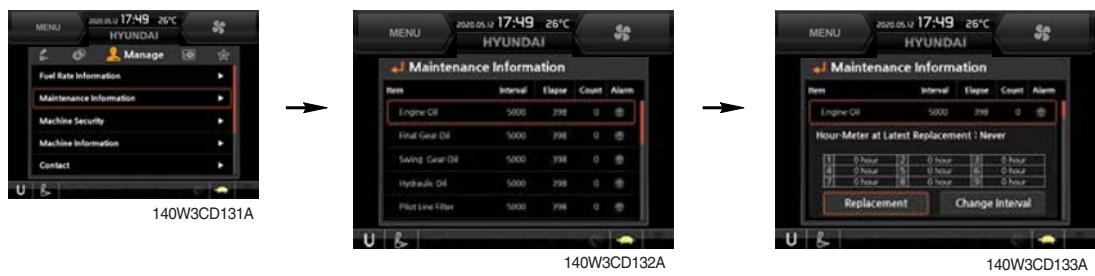 MENU 2020.05.12 17:49 26°C
HYUNDAI
Manage
Fuel Rate Information
Maintenance Information
Machine Security
Machine Information
Contact
U
140W3CD131A
MENU 2020.05.12 17:49 26°C
HYUNDAI
Maintenance Information
Item Interval Elapse Count Alarm
Engine Oil 5000 398 0
Final Gear Oil 5000 398 0
Swing Gear Oil 5000 398 0
Hydraulic Oil 5000 398 0
Pilot Line Filter 5000 398 0
U
140W3CD132A
MENU 2020.05.12 17:49 26°C
HYUNDAI
Maintenance Information
Item Interval Elapse Count Alarm
Engine Oil 5000 398 0
Hour-Meter at Latest Replacement : Never
1 0 hour 2 0 hour 3 0 hour
4 0 hour 5 0 hour 6 0 hour
7 0 hour 8 0 hour 9 0 hour
Replacement Change Interval
U
140W3CD133A